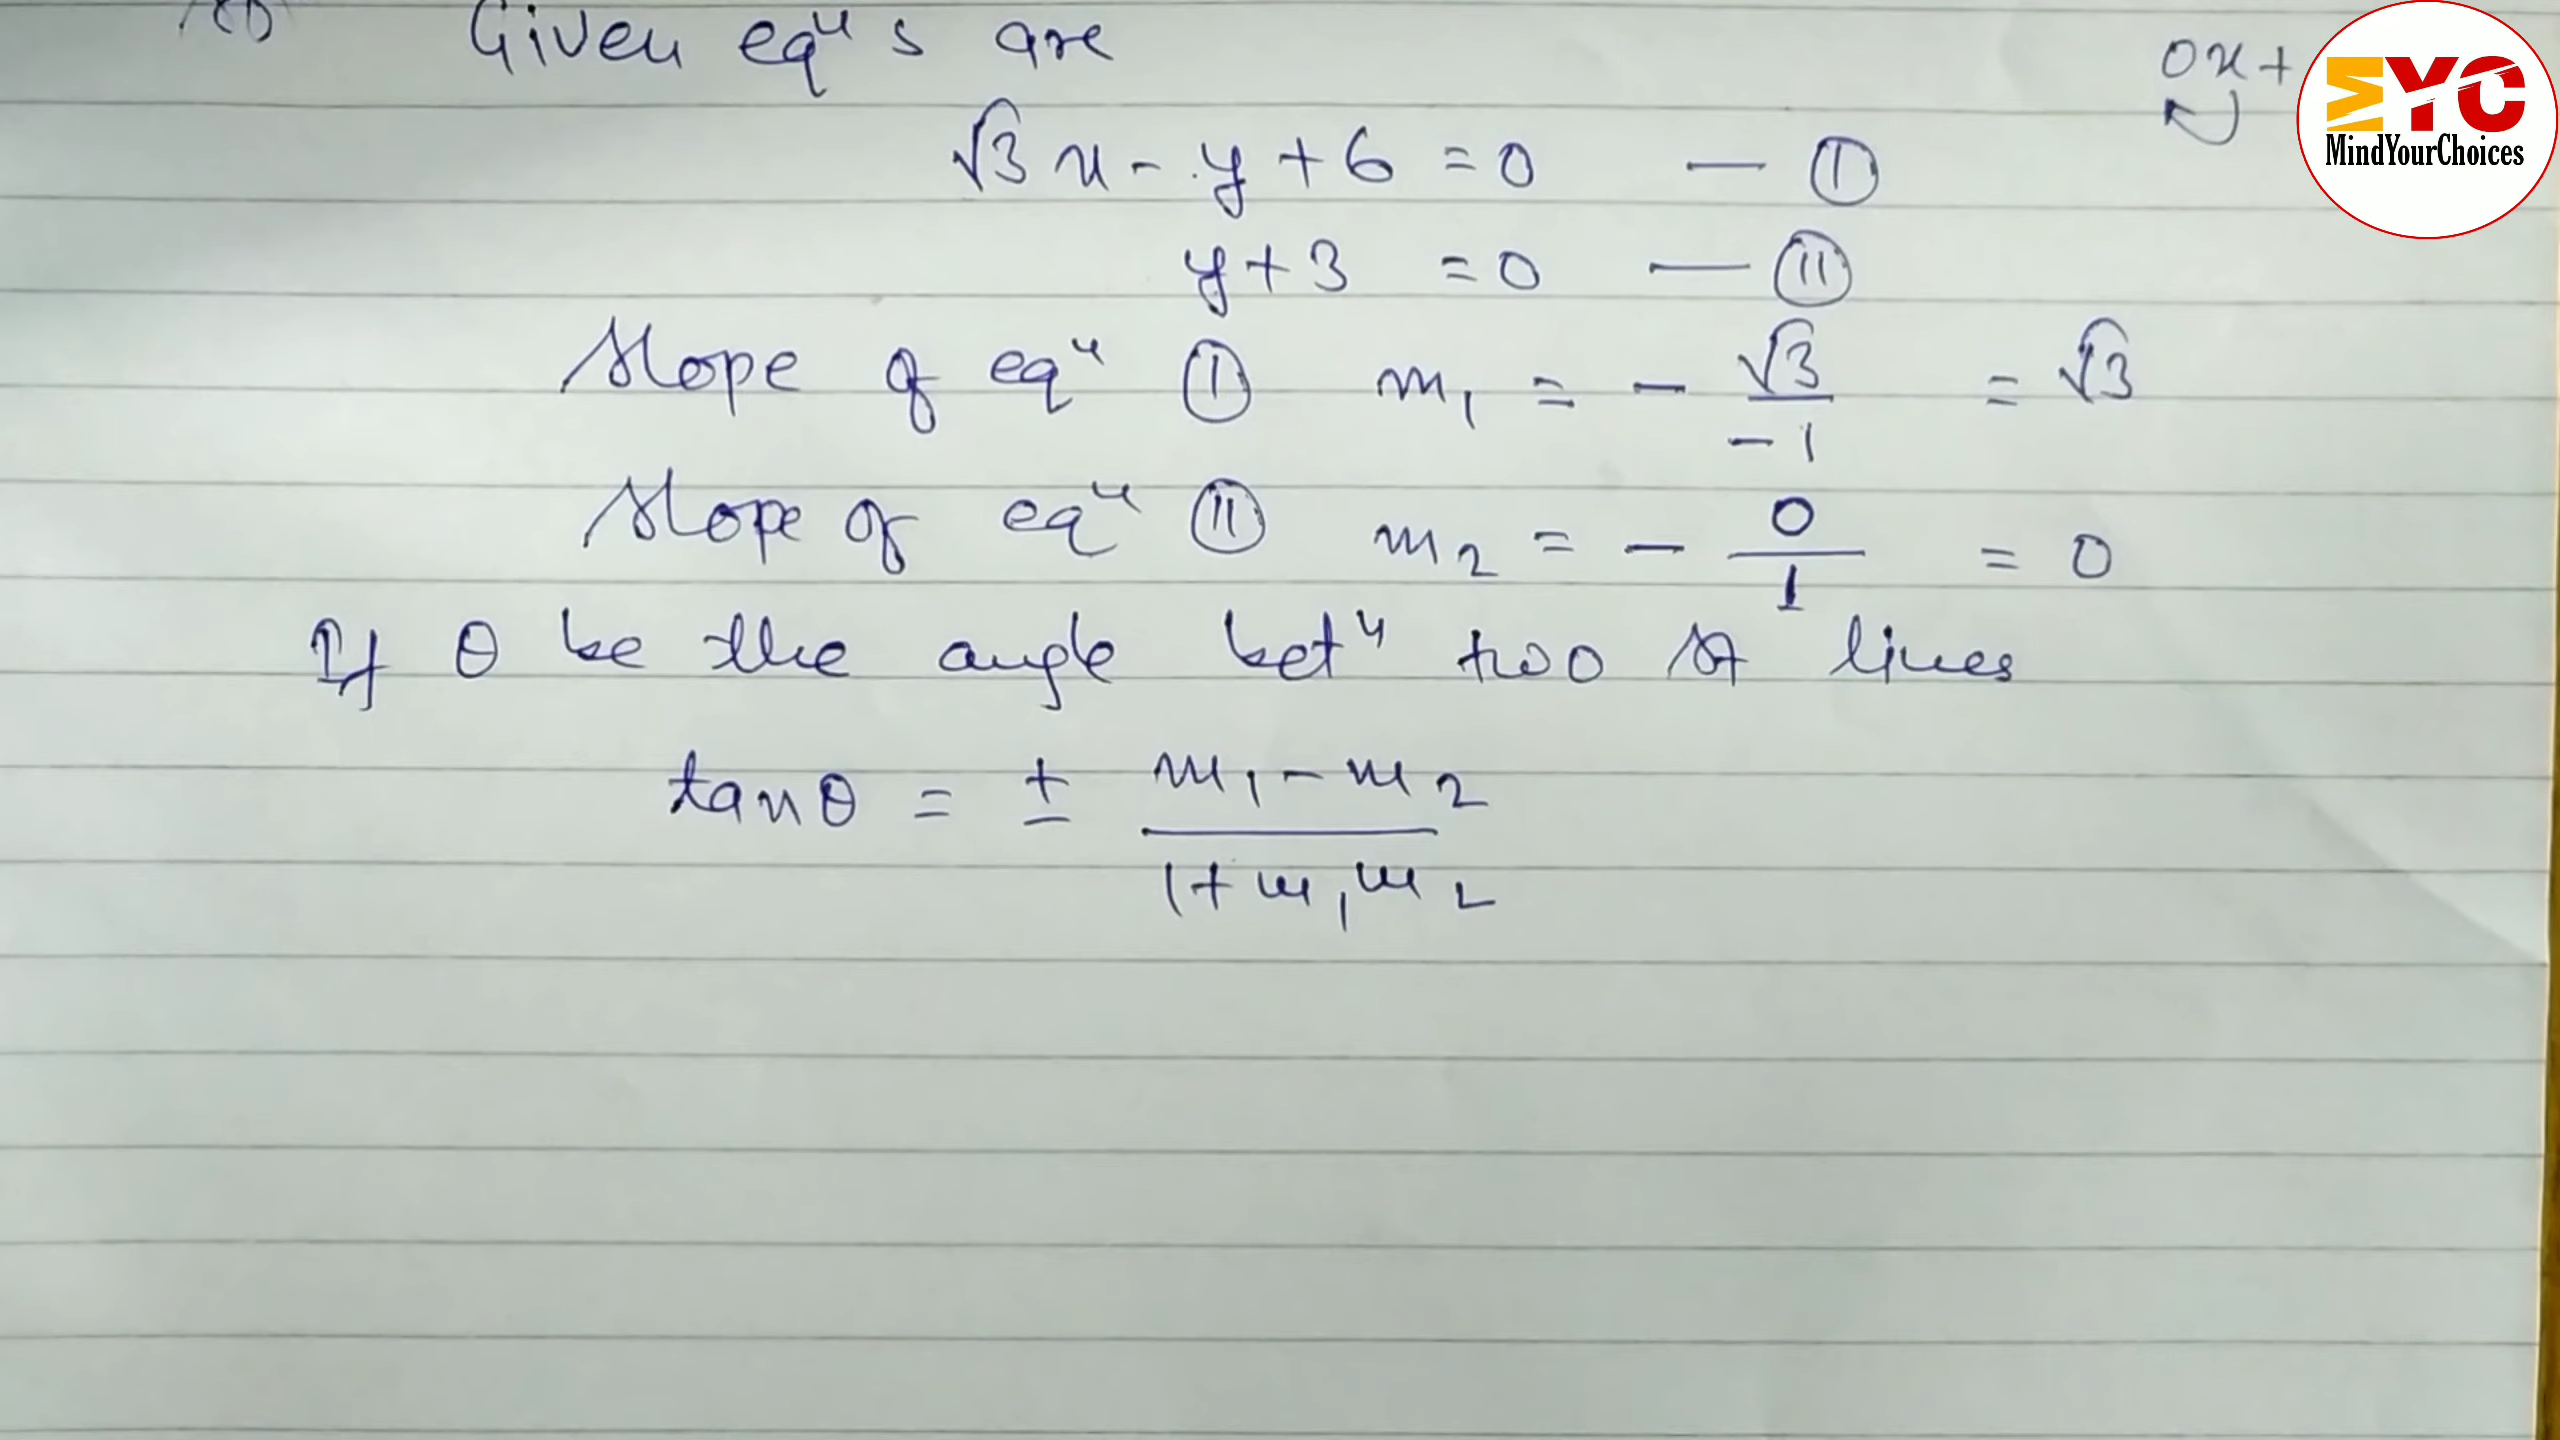 Given eqⁿs are
0x+
√3x - y + 6 = 0 — (I)
y + 3 = 0 — (II)
Slope of eqⁿ (I) m₁ = - √3/-1 = √3
Slope of eqⁿ (II) m₂ = - 0/1 = 0
If θ be the angle betⁿ two st lines
tanθ = ± m₁ - m₂ / 1 + m₁m₂
MYC
MindYourChoices